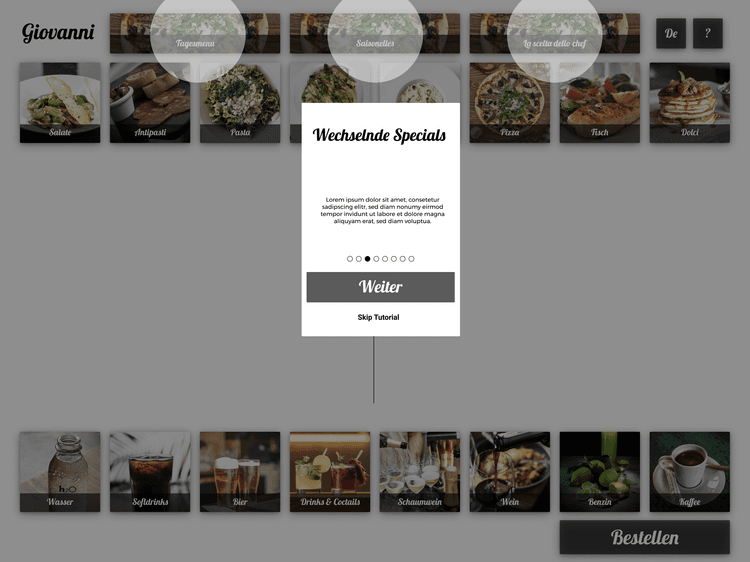 Giovanni
Tagesmenu
Saisonelles
La scelta dello chef
De
?
Salate
Antipasti
Pasta
Pizza
Fisch
Dolci
Wechselnde Specials
Lorem ipsum dolor sit amet, consetetur
sadipscing elitr, sed diam nonumy eirmod
tempor invidunt ut labore et dolore magna
aliquyam erat, sed diam voluptua.
Weiter
Skip Tutorial
h2O
Wasser
Softdrinks
Bier
Drinks & Coctails
Schaumwein
Wein
Benzin
Kaffee
Bestellen